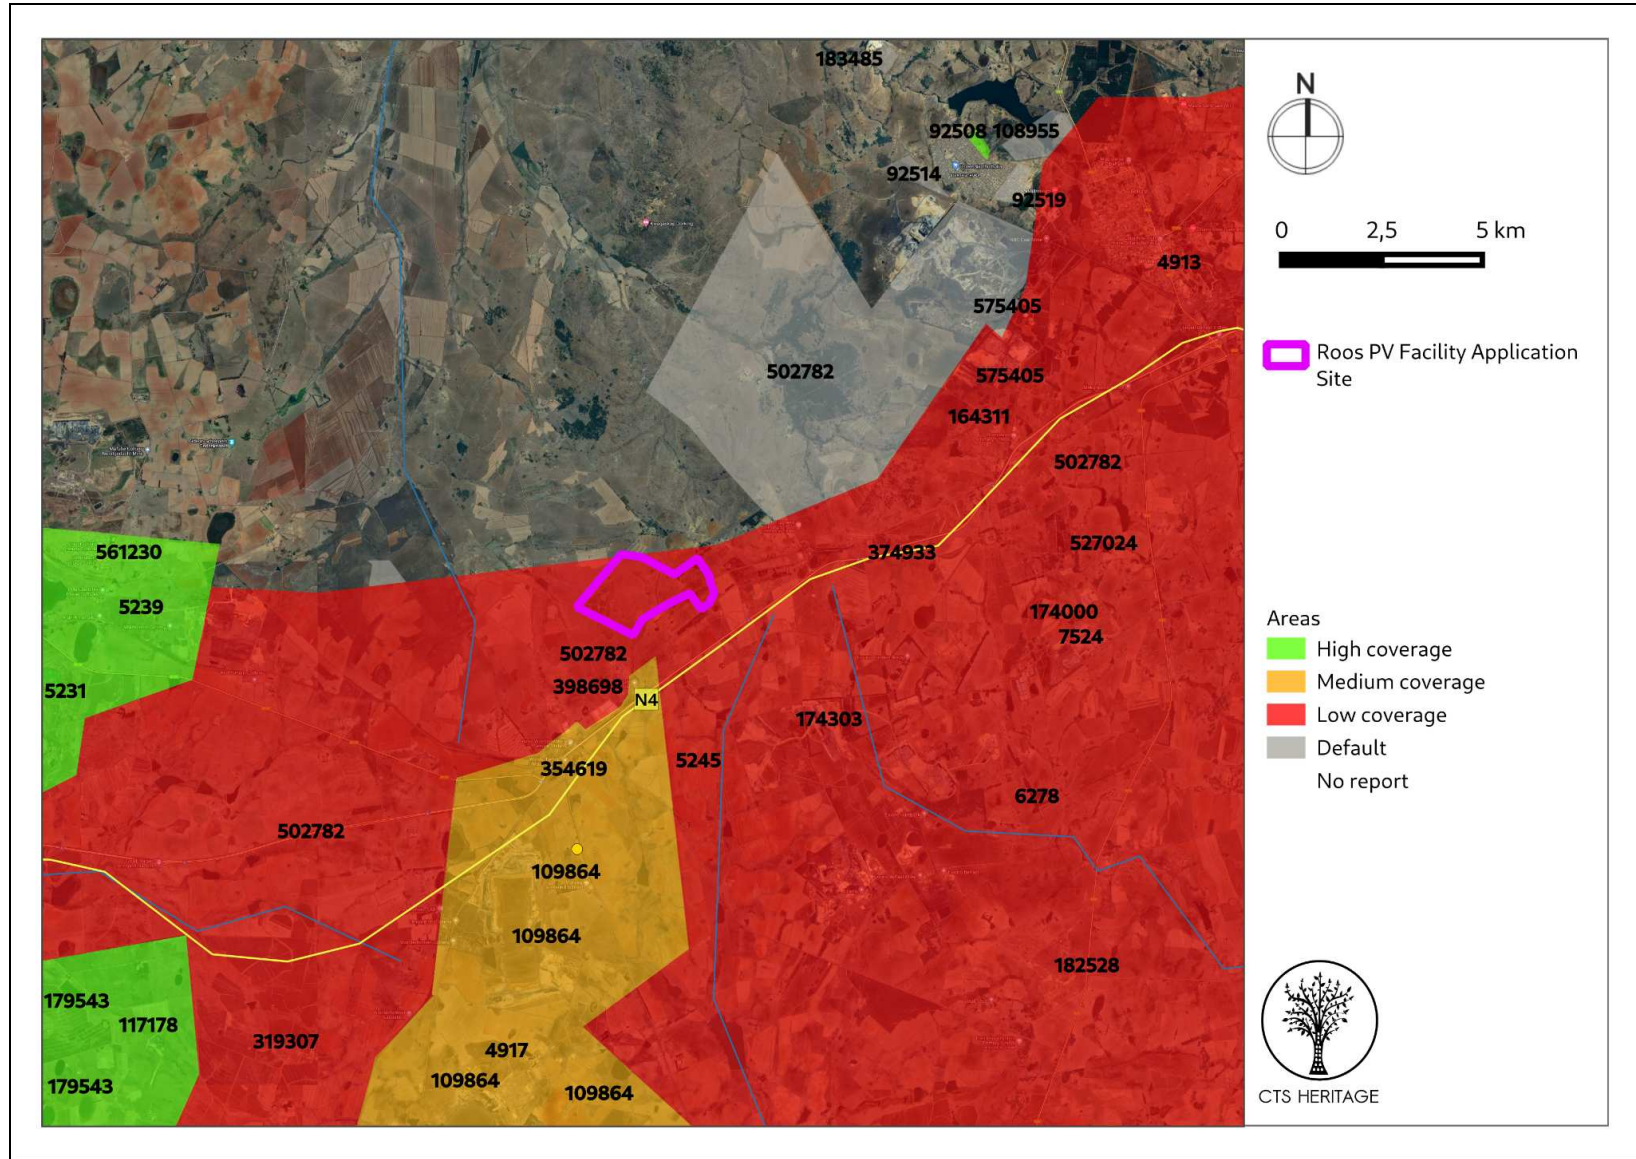 183485
92508 108955
92514
92519
4913
575405
502782
575405
164311
502782
374933
527024
561230
5239
174000
7524
502782
5231
398698
N4
174303
5245
354619
6278
502782
109864
109864
182528
179543
117178
319307
4917
109864
179543
109864
N
0 2,5 5 km
Roos PV Facility Application
Site
Areas
High coverage
Medium coverage
Low coverage
Default
No report
CTS HERITAGE